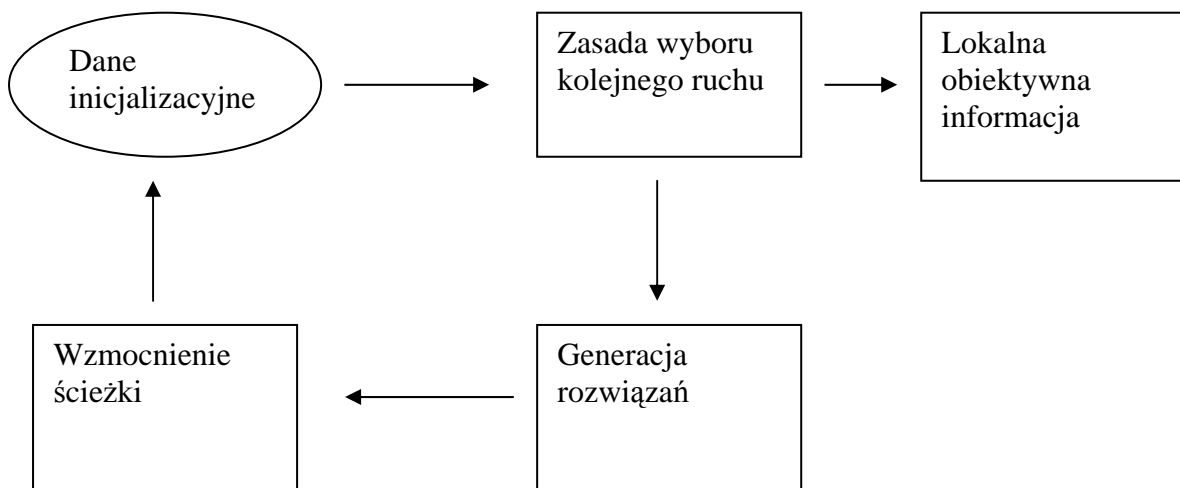 Dane
inicjalizacyjne
Zasada wyboru
kolejnego ruchu
Lokalna
obiektywna
informacja
Wzmocnienie
ścieżki
Generacja
rozwiązań